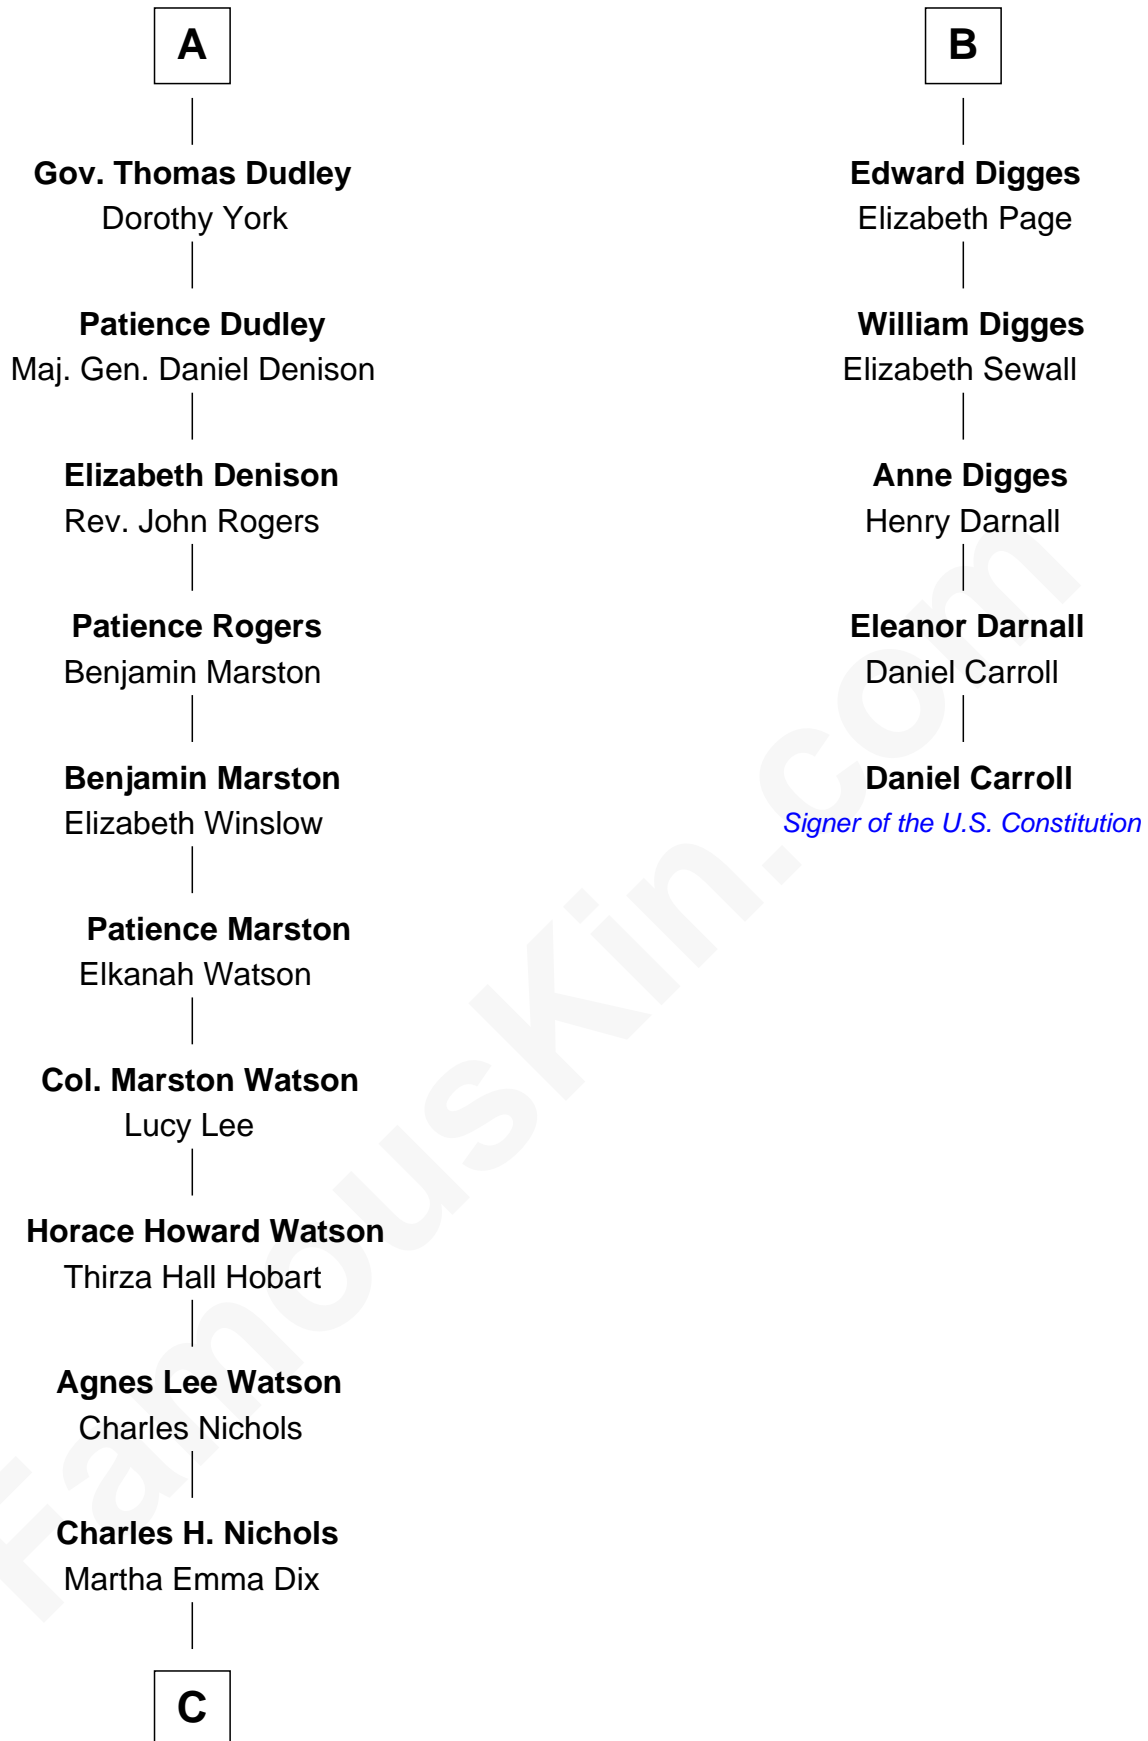 A
Gov. Thomas Dudley
Dorothy York
Patience Dudley
Maj. Gen. Daniel Denison
Elizabeth Denison
Rev. John Rogers
Patience Rogers
Benjamin Marston
Benjamin Marston
Elizabeth Winslow
Patience Marston
Elkanah Watson
Col. Marston Watson
Lucy Lee
Horace Howard Watson
Thirza Hall Hobart
Agnes Lee Watson
Charles Nichols
Charles H. Nichols
Martha Emma Dix
C
B
Edward Digges
Elizabeth Page
William Digges
Elizabeth Sewall
Anne Digges
Henry Darnall
Eleanor Darnall
Daniel Carroll
Daniel Carroll
Signer of the U.S. Constitution
FamousKin.com